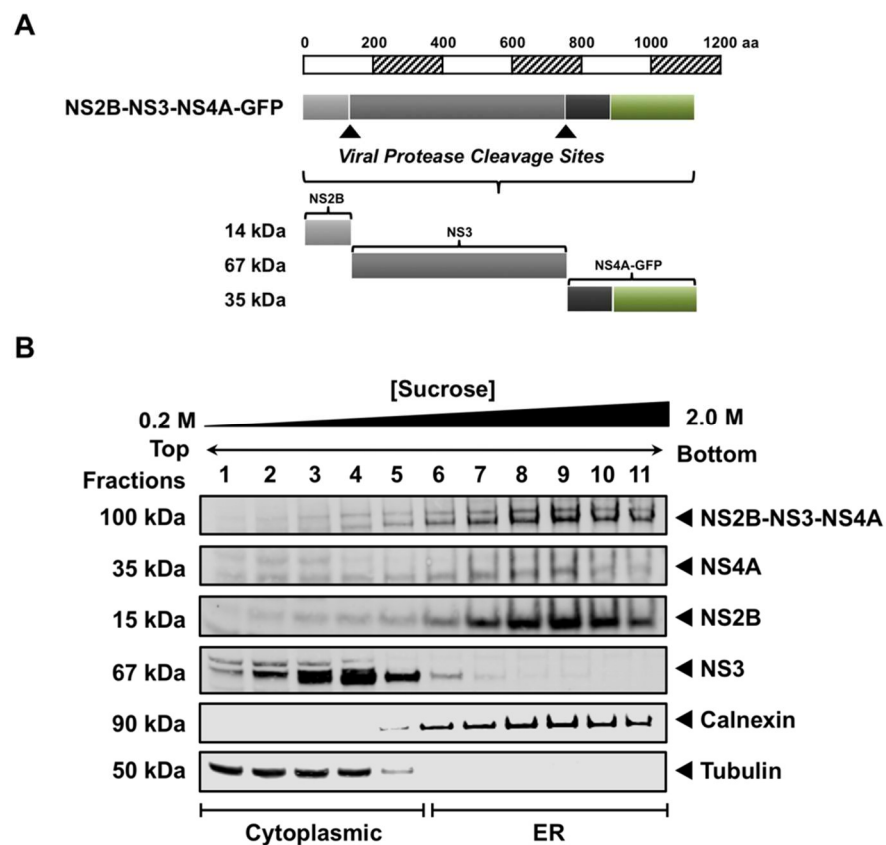 A
0 200 400 600 800 1000 1200 aa
NS2B-NS3-NS4A-GFP
Viral Protease Cleavage Sites
NS2B
14 kDa
NS3
67 kDa
NS4A-GFP
35 kDa
B
[Sucrose]
0.2 M 2.0 M
Top Bottom
Fractions 1 2 3 4 5 6 7 8 9 10 11
100 kDa NS2B-NS3-NS4A
35 kDa NS4A
15 kDa NS2B
67 kDa NS3
90 kDa Calnexin
50 kDa Tubulin
Cytoplasmic ER